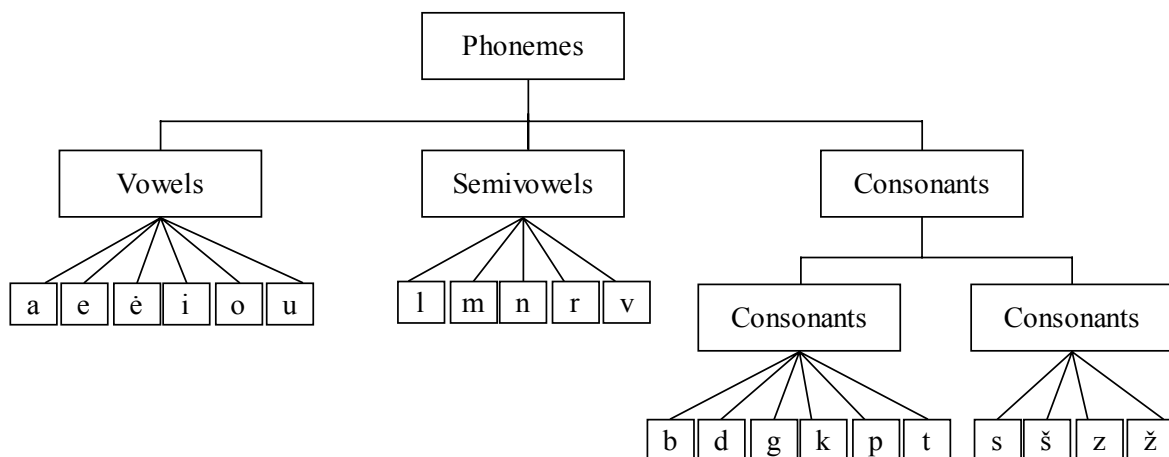 Phonemes
Vowels Semivowels Consonants
a e ė i o u l m n r v
Consonants Consonants
b d g k p t s š z ž